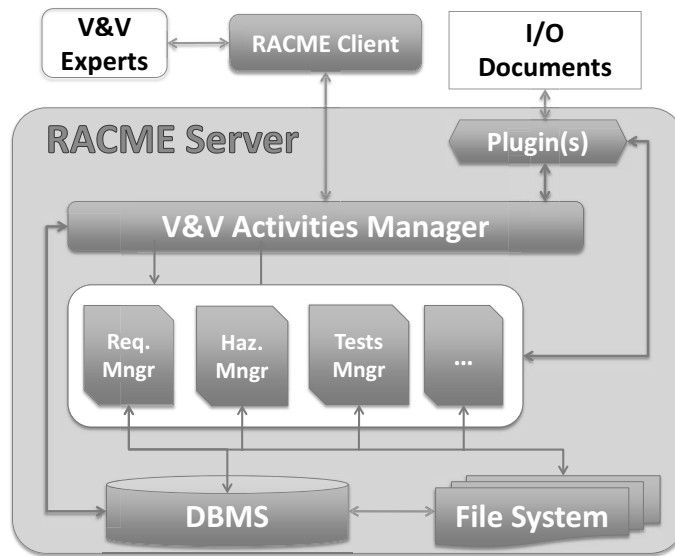 V&V
Experts
RACME Client
I/O
Documents
RACME Server
Plugin(s)
V&V Activities Manager
Req.
Mngr
Haz.
Mngr
Tests
Mngr
...
DBMS
File System